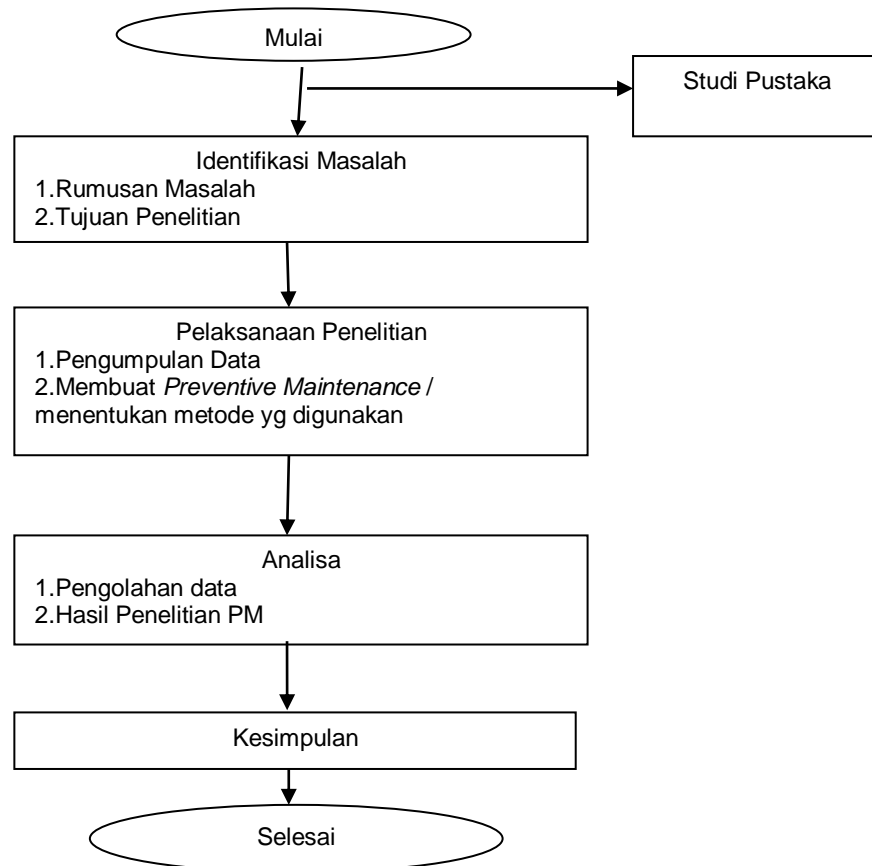 Mulai
Studi Pustaka
Identifikasi Masalah
1.Rumusan Masalah
2.Tujuan Penelitian
Pelaksanaan Penelitian
1.Pengumpulan Data
2.Membuat Preventive Maintenance /
menentukan metode yg digunakan
Analisa
1.Pengolahan data
2.Hasil Penelitian PM
Kesimpulan
Selesai